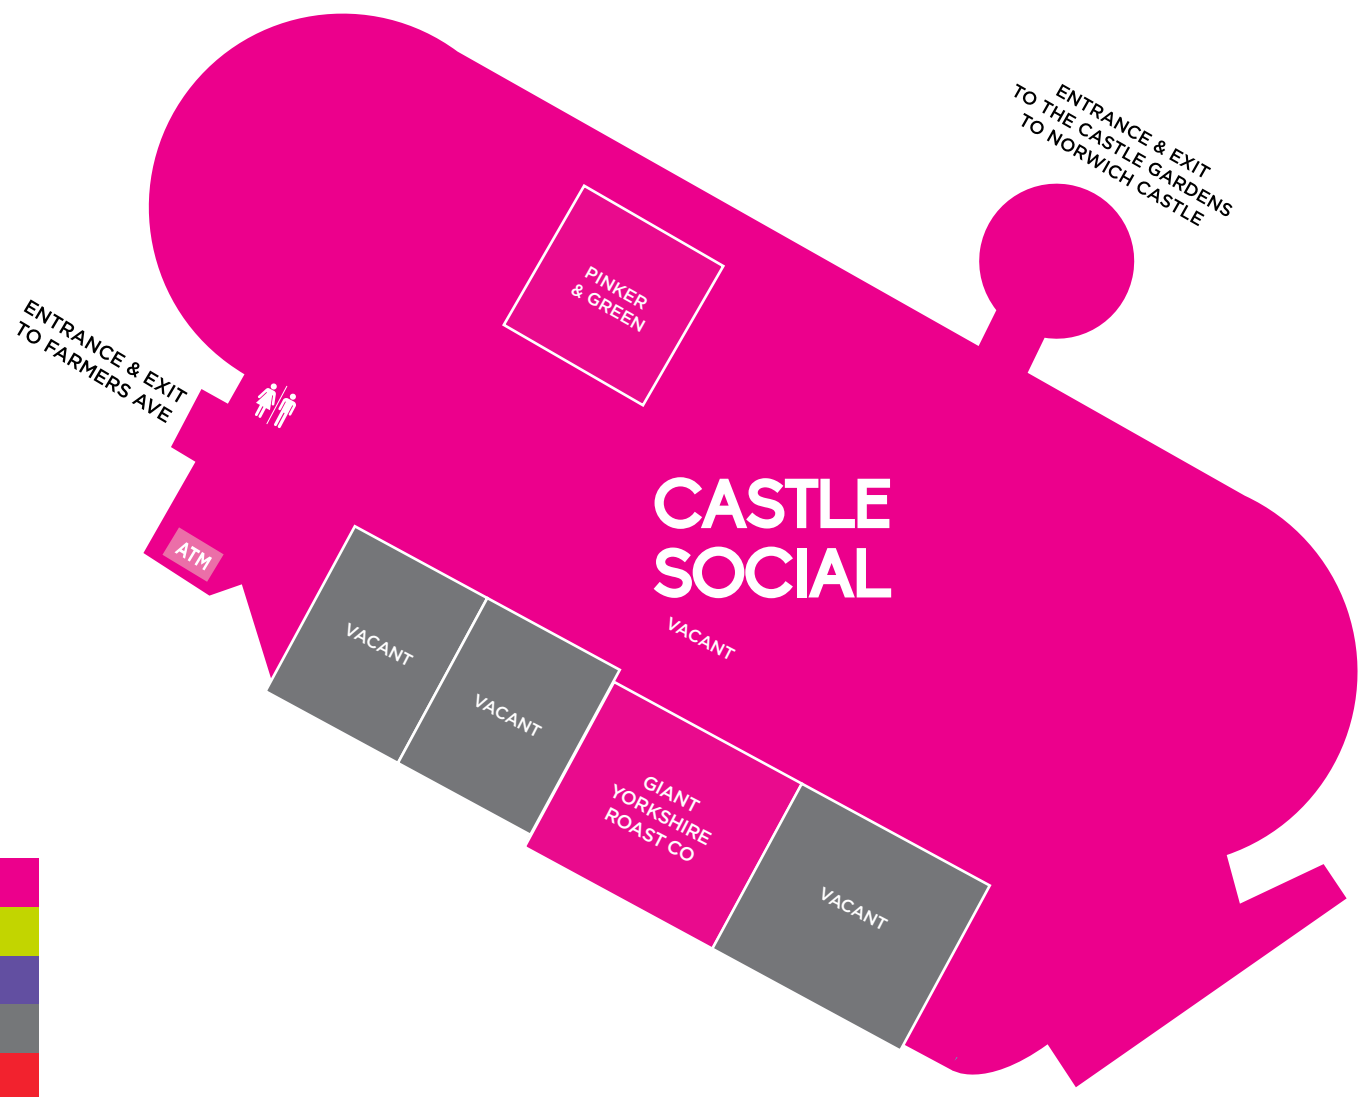 ENTRANCE & EXIT
TO THE CASTLE GARDENS
TO NORWICH CASTLE
PINKER
& GREEN
ENTRANCE & EXIT
TO FARMERS AVE
CASTLE
SOCIAL
ATM
VACANT
VACANT
VACANT
GIANT
YORKSHIRE
ROAST CO
VACANT